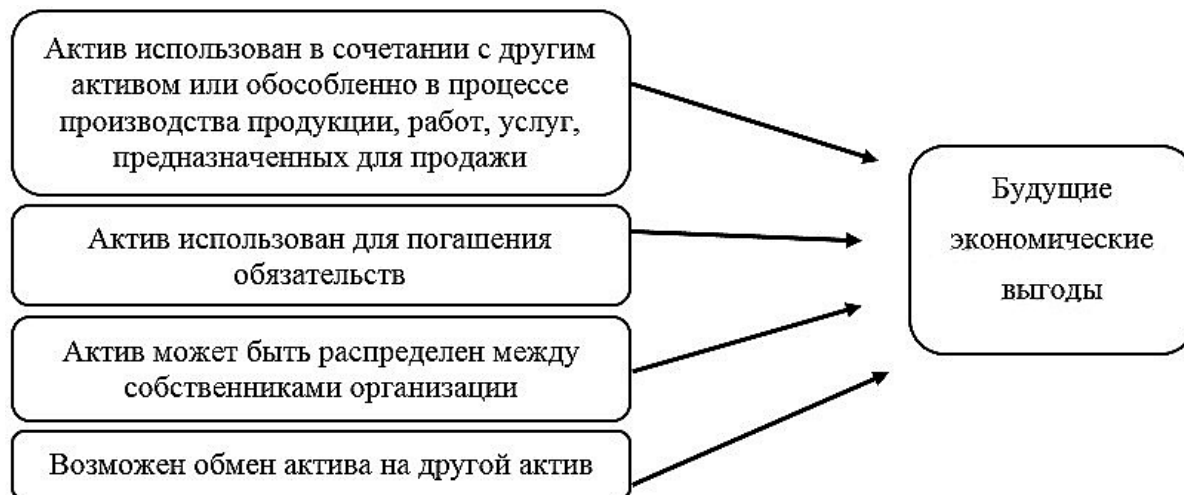 Актив использован в сочетании с другим
активом или обособленно в процессе
производства продукции, работ, услуг,
предназначенных для продажи
Актив использован для погашения
обязательств
Актив может быть распределен между
собственниками организации
Возможен обмен актива на другой актив
Будущие
экономические
выгоды